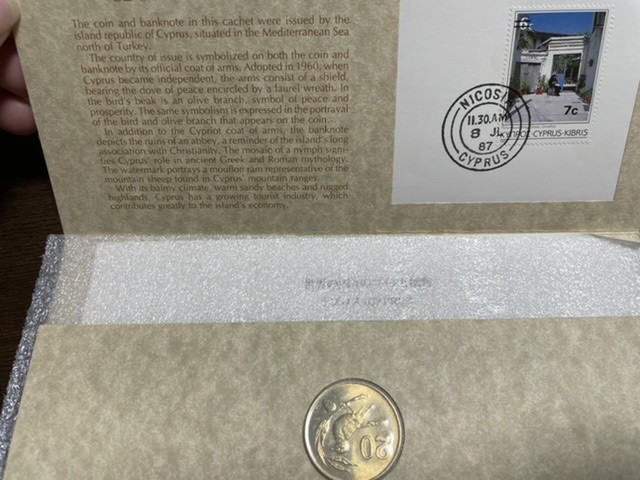 The coin and banknote in this cachet were issued by the
island republic of Cyprus, situated in the Mediterranean Sea
north of Turkey.
The country of issue is symbolized on both the coin and
banknote by its official coat of arms. Adopted in 1960, when
Cyprus became independent, the arms consist of a shield,
bearing the dove of peace encircled by a laurel wreath. In
the bird's beak is an olive branch, symbol of peace and
prosperity. The same symbolism is expressed in the portrayal
of the bird and olive branch that appears on the coin.
In addition to the Cypriot coat of arms, the banknote
depicts the ruins of an abbey, a reminder of the island's long
association with Christianity. The mosaic of a nymph signi-
fies Cyprus' role in ancient Greek and Roman mythology.
The watermark portrays a moufflon ram representative of the
mountain sheep found in Cyprus' mountain ranges.
With its balmy climate, warm sandy beaches and rugged
highlands, Cyprus has a growing tourist industry, which
contributes greatly to the island's economy.
7c
ΚΥΠΡΟΣ CYPRUS-KIBRIS
NICOSIA
11.30.AM
8 JL
87
CYPRUS
20